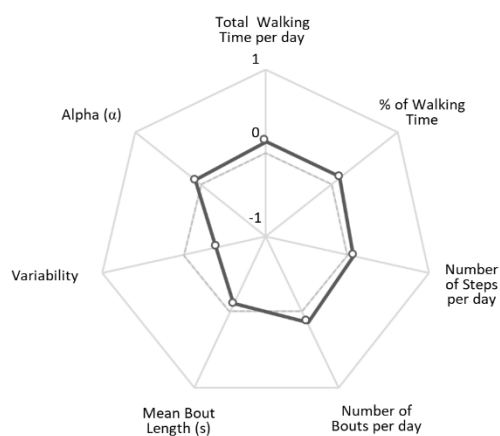 Total Walking
Time per day
1
% of Walking
Time
Alpha (α)
0
-1
Variability
Number
of Steps
per day
Mean Bout
Length (s)
Number of
Bouts per day